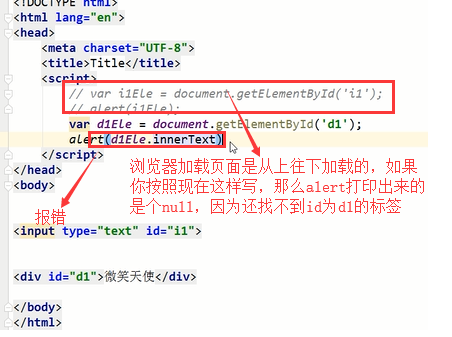 <!DOCTYPE html>
<html lang="en">
<head>
<meta charset="UTF-8">
<title>Title</title>
<script>
// var i1Ele = document.getElementById('i1');
// alert(i1Ele);
var d1Ele = document.getElementById('d1');
alert(d1Ele.innerText)
</script>
</head>
<body>
浏览器加载页面是从上往下加载的，如果
你按照现在这样写，那么alert打印出来的
是个null，因为还找不到id为d1的标签
报错
<input type="text" id="i1">
<div id="d1">微笑天使</div>
</body>
</html>